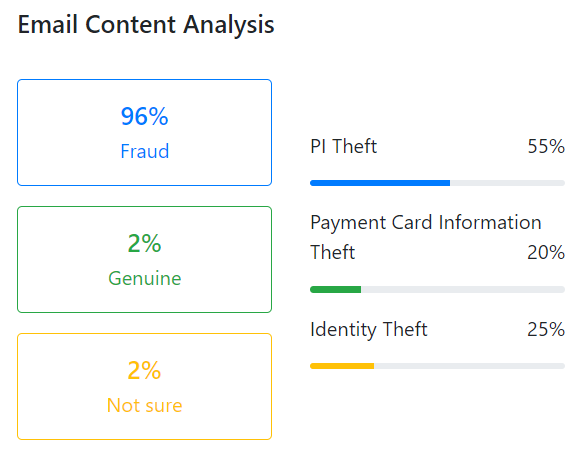 Email Content Analysis
96%
Fraud
2%
Genuine
2%
Not sure
PI Theft 55%
Payment Card Information
Theft 20%
Identity Theft 25%